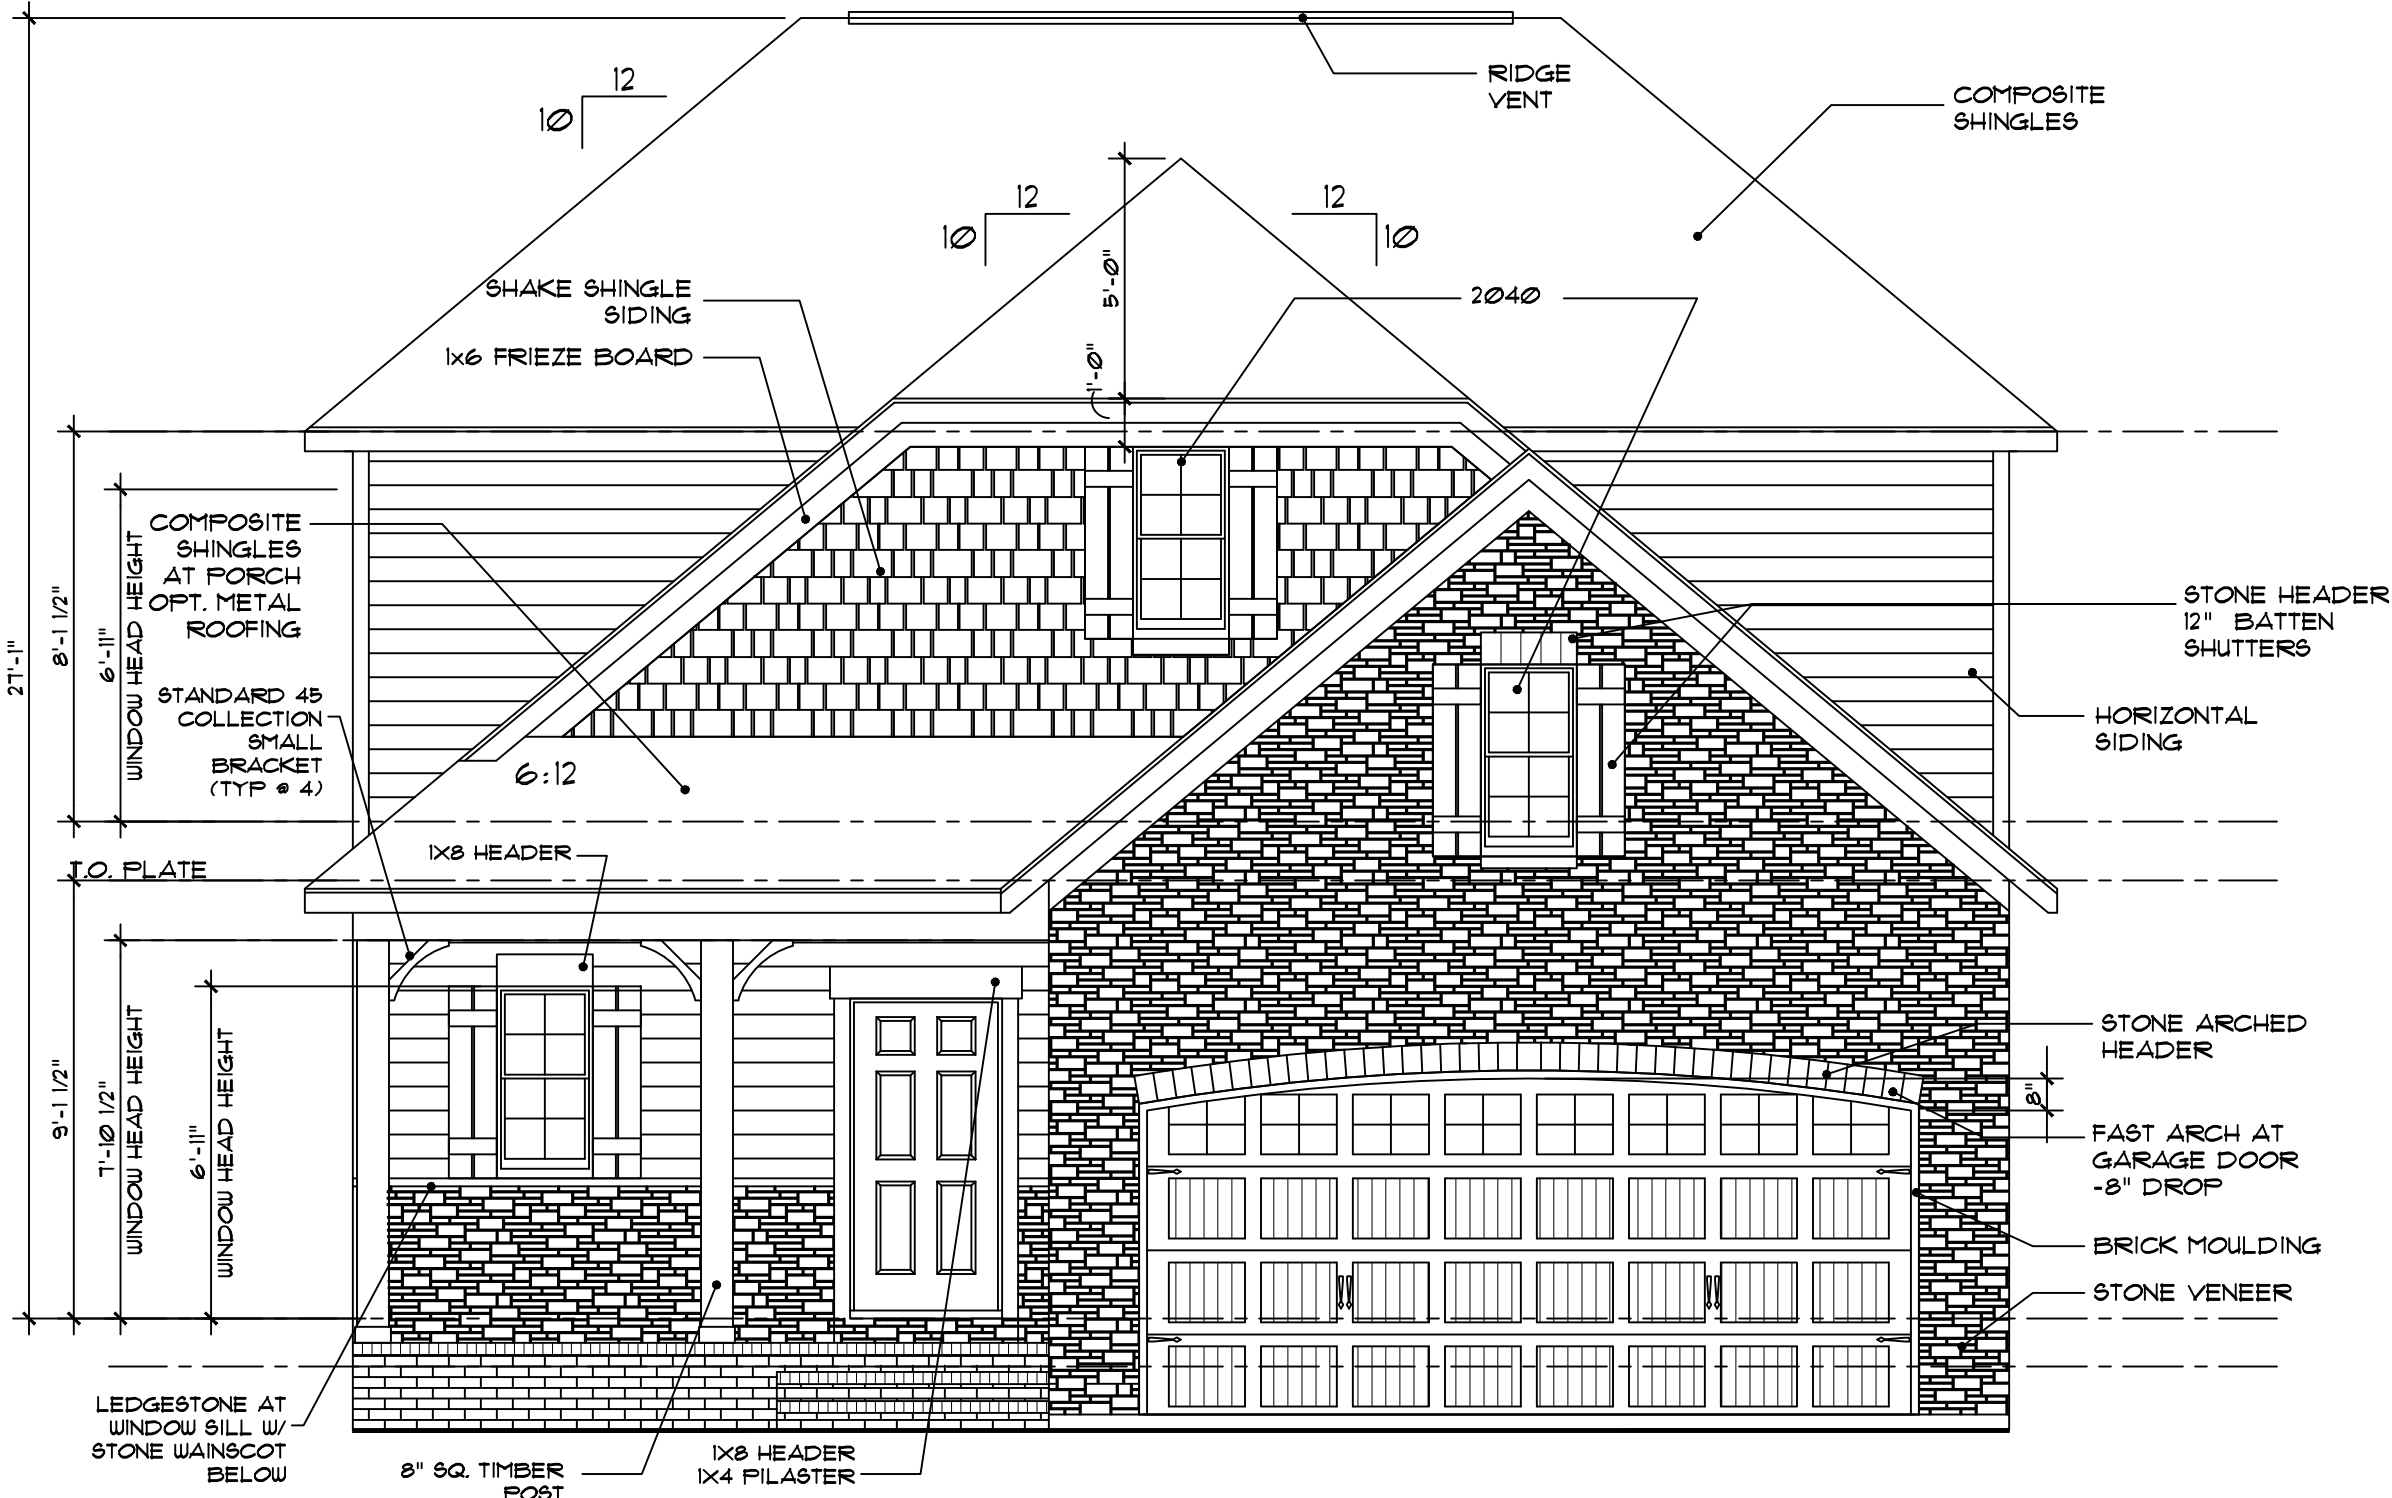 RIDGE
VENT
COMPOSITE
SHINGLES
12
10
12
10
12
10
5'-0"
1'-0"
2040
SHAKE SHINGLE
SIDING
1x6 FRIEZE BOARD
COMPOSITE
SHINGLES
AT PORCH
OPT. METAL
ROOFING
STANDARD 45
COLLECTION
SMALL
BRACKET
(TYP @ 4)
27'-1"
8'-1 1/2"
6'-11"
WINDOW HEAD HEIGHT
6:12
STONE HEADER
12" BATTEN
SHUTTERS
HORIZONTAL
SIDING
T.O. PLATE
1X8 HEADER
9'-1 1/2"
7'-10 1/2"
WINDOW HEAD HEIGHT
6'-11"
WINDOW HEAD HEIGHT
STONE ARCHED
HEADER
8"
FAST ARCH AT
GARAGE DOOR
-8" DROP
BRICK MOULDING
STONE VENEER
LEDGESTONE AT
WINDOW SILL W/
STONE WAINSCOT
BELOW
8" SQ. TIMBER
POST
1X8 HEADER
1X4 PILASTER